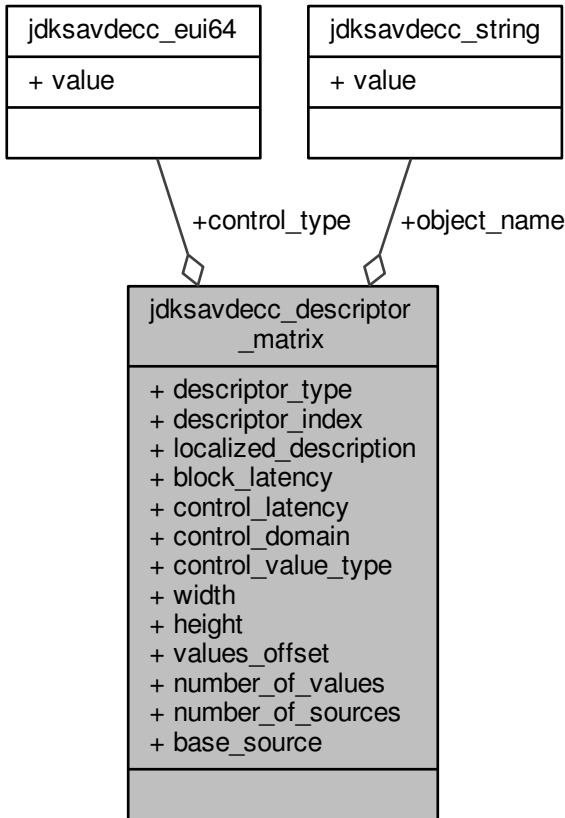 jdksavdecc_eui64
+ value
jdksavdecc_string
+ value
+control_type
+object_name
jdksavdecc_descriptor
_matrix
+ descriptor_type
+ descriptor_index
+ localized_description
+ block_latency
+ control_latency
+ control_domain
+ control_value_type
+ width
+ height
+ values_offset
+ number_of_values
+ number_of_sources
+ base_source